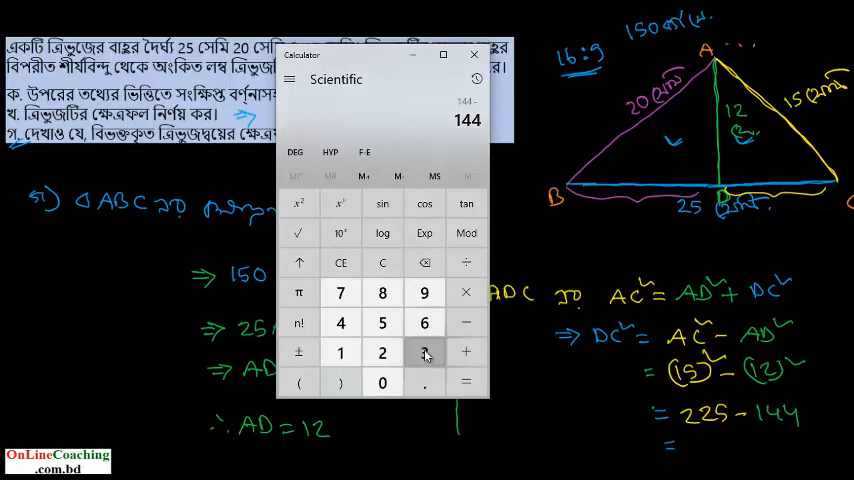 একটি ত্রিভুজের বাহুর দৈর্ঘ্য 25 সেমি 20 সেমি
বিপরীত শীর্ষবিন্দু থেকে অংকিত লম্ব
ক. উপরের তথ্যের ভিত্তিতে সংক্ষিপ্ত
খ. ত্রিভুজটির ক্ষেত্রফল নির্ণয় কর।
গ. দেখাও যে, বিভক্তকৃত ত্রিভুজদ্বয়ের
16:9
A
20
12
15
B
D
25
Calculator
Scientific
144 -
144
DEG HYP F-E
MC MR M+ M- MS M
x² xʸ sin cos tan
√ 10ˣ log Exp Mod
↑ CE C ÷
π 7 8 9 ×
n! 4 5 6 −
± 1 2 3 +
( ) 0 . =
Δ ABC এর
⇒ 150
⇒ 25
⇒ AD
∴ AD = 12
ADC এর AC² = AD² + DC²
⇒ DC² = AC² - AD²
= (15)² - (12)²
= 225 - 144
=
OnLineCoaching
.com.bd